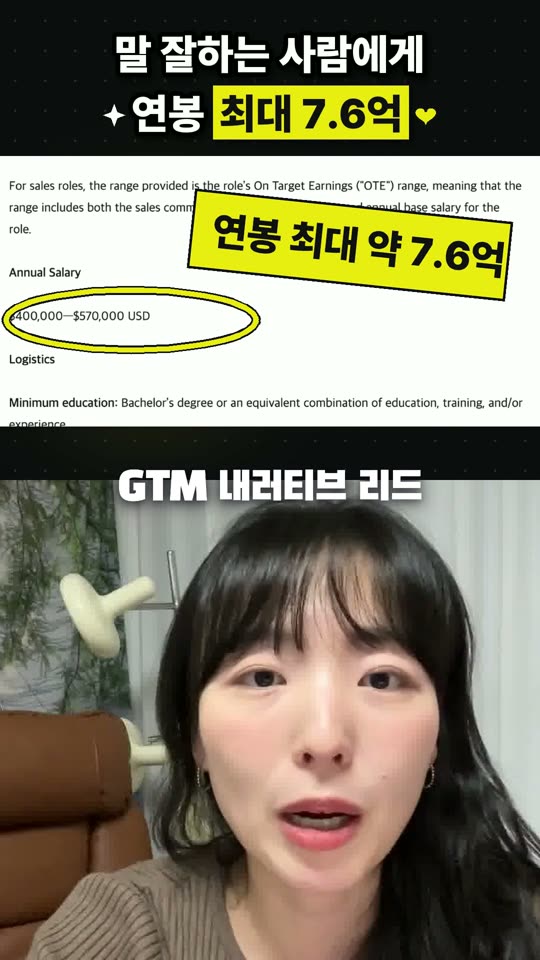 말 잘하는 사람에게
연봉 최대 7.6억
For sales roles, the range provided is the role's On Target Earnings ("OTE") range, meaning that the
range includes both the sales annual base salary for the
role.
연봉 최대 약 7.6억
Annual Salary
$400,000—$570,000 USD
Logistics
Minimum education: Bachelor's degree or an equivalent combination of education, training, and/or
experience
GTM 내러티브 리드